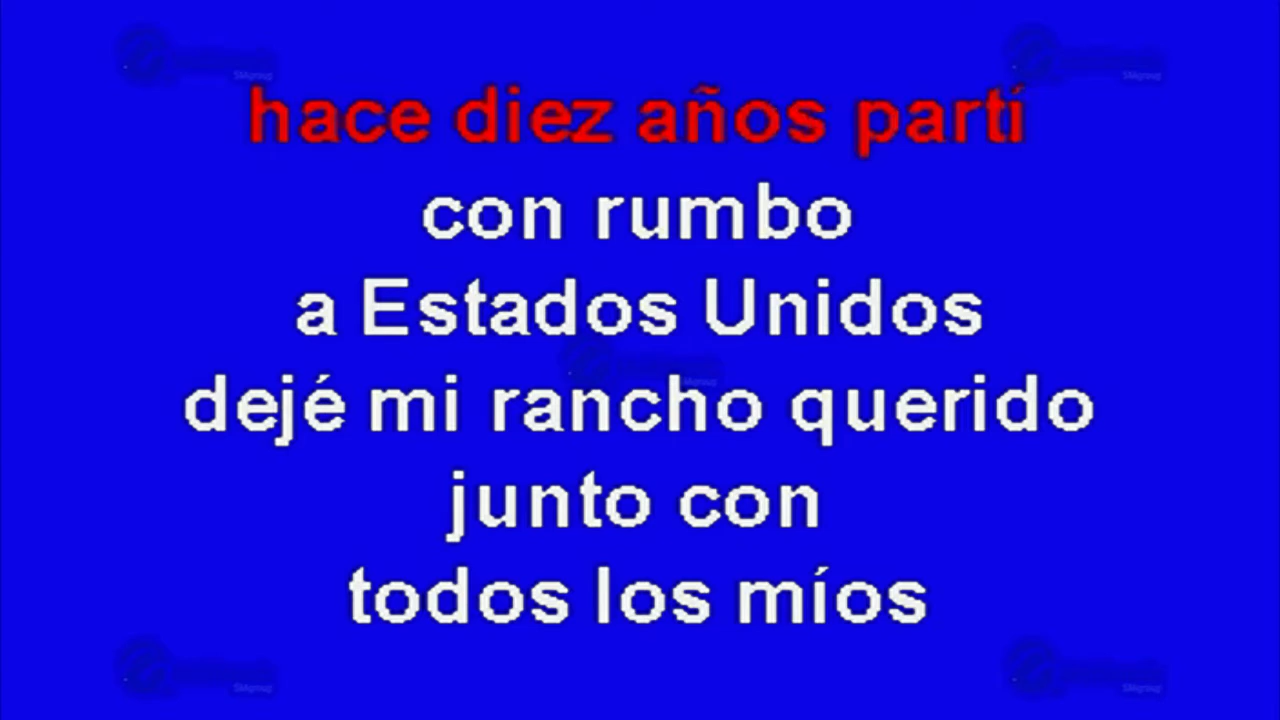 hace diez años partí
con rumbo
a Estados Unidos
dejé mi rancho querido
junto con
todos los míos